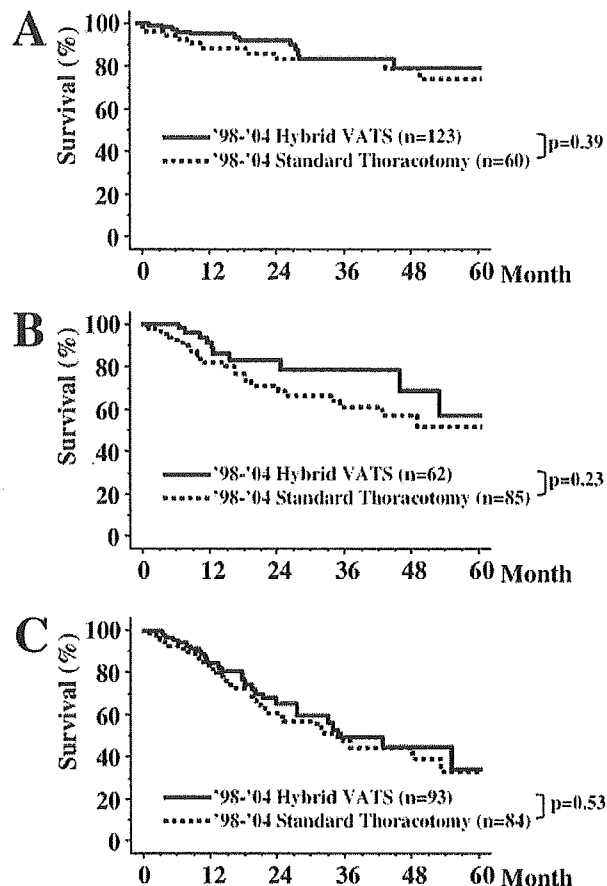 A
Survival (%)
100
80
60
40
20
0
'98-'04 Hybrid VATS (n=123)
'98-'04 Standard Thoracotomy (n=60)
p=0.39
0 12 24 36 48 60 Month
B
Survival (%)
100
80
60
40
20
0
'98-'04 Hybrid VATS (n=62)
'98-'04 Standard Thoracotomy (n=85)
p=0.23
0 12 24 36 48 60 Month
C
Survival (%)
100
80
60
40
20
0
'98-'04 Hybrid VATS (n=93)
'98-'04 Standard Thoracotomy (n=84)
p=0.53
0 12 24 36 48 60 Month